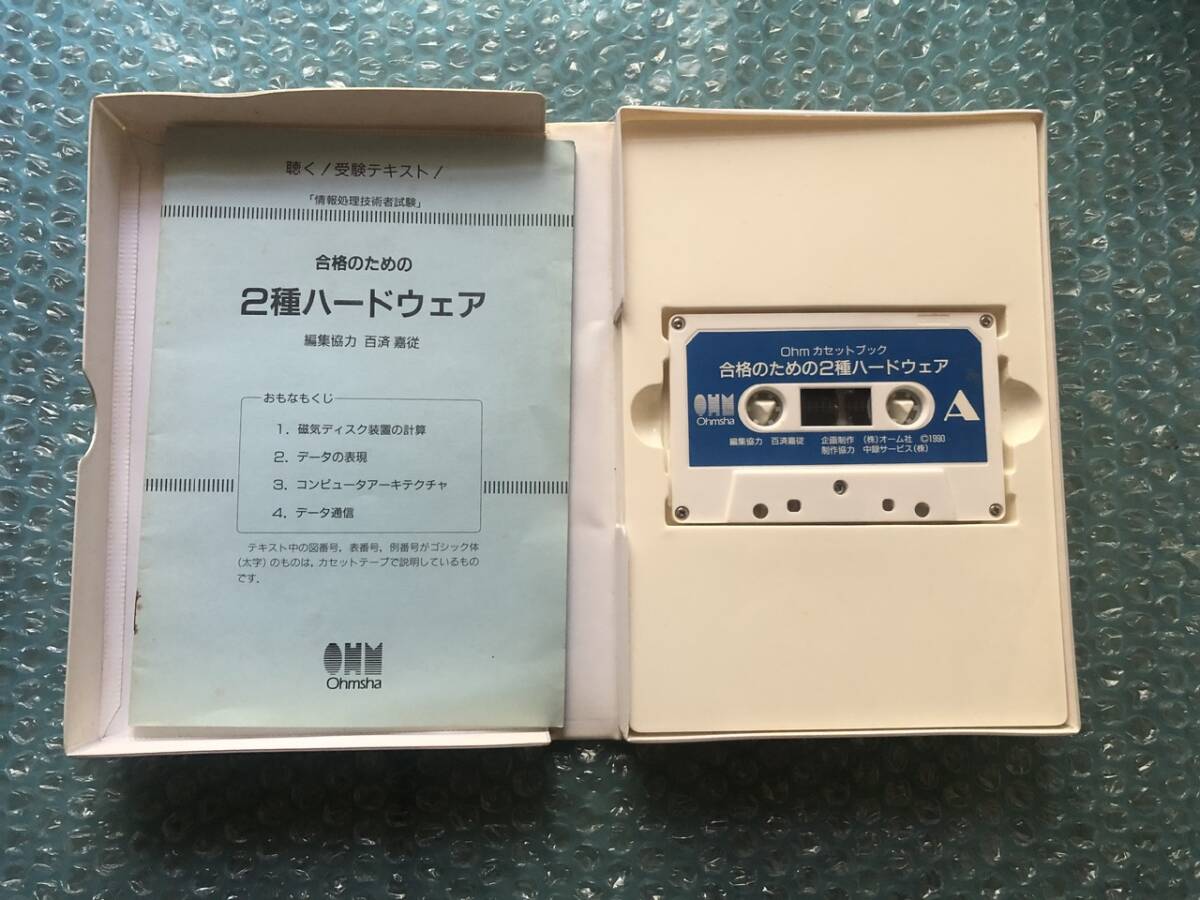 聴く！受験テキスト！
「情報処理技術者試験」
合格のための
2種ハードウェア
編集協力 百済 嘉従
おもなもくじ
1．磁気ディスク装置の計算
2．データの表現
3．コンピュータアーキテクチャ
4．データ通信
テキスト中の図番号，表番号，例番号がゴシック体
（太字）のものは，カセットテープで説明しているもの
です．
OHM
Ohmsha
Ohm カセットブック
合格のための2種ハードウェア
OHM
Ohmsha
A
編集協力 百済嘉従 企画制作 （株）オーム社 ©1990
制作協力 中録サービス（株）